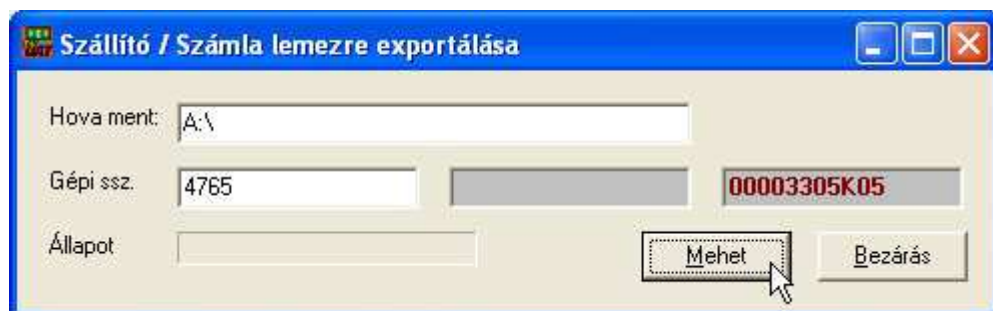 Szállító / Számla lemezre exportálása
Hova ment: A:\
Gépi ssz. 4765 00003305K05
Állapot Mehet Bezárás